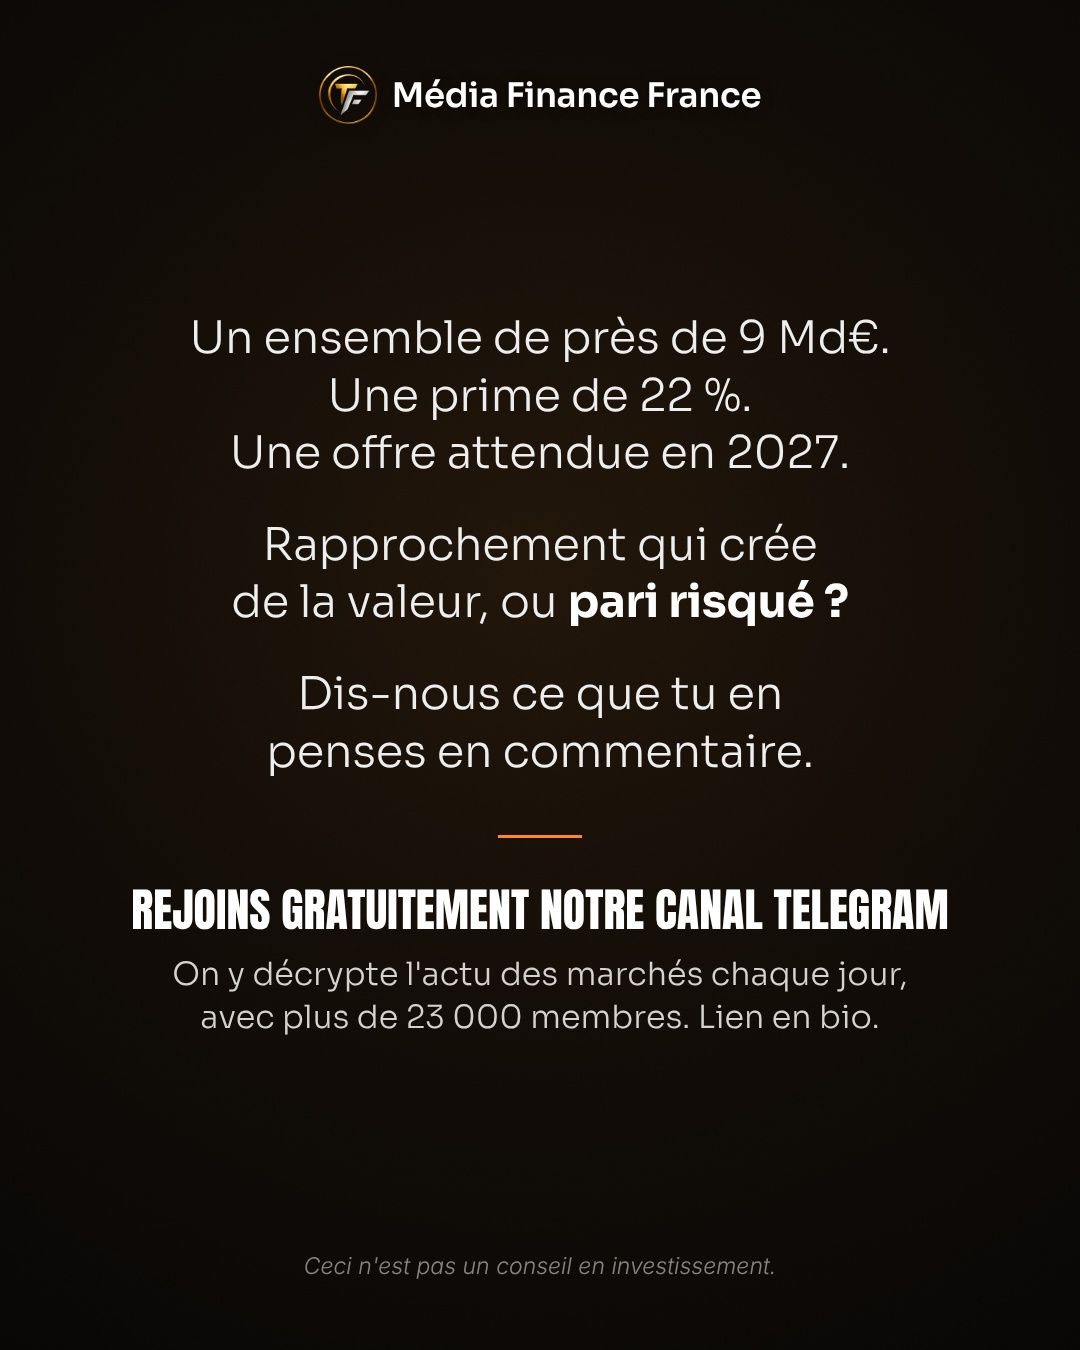 TF Média Finance France
Un ensemble de près de 9 Md€.
Une prime de 22 %.
Une offre attendue en 2027.
Rapprochement qui crée
de la valeur, ou pari risqué ?
Dis-nous ce que tu en
penses en commentaire.
REJOINS GRATUITEMENT NOTRE CANAL TELEGRAM
On y décrypte l'actu des marchés chaque jour,
avec plus de 23 000 membres. Lien en bio.
Ceci n'est pas un conseil en investissement.